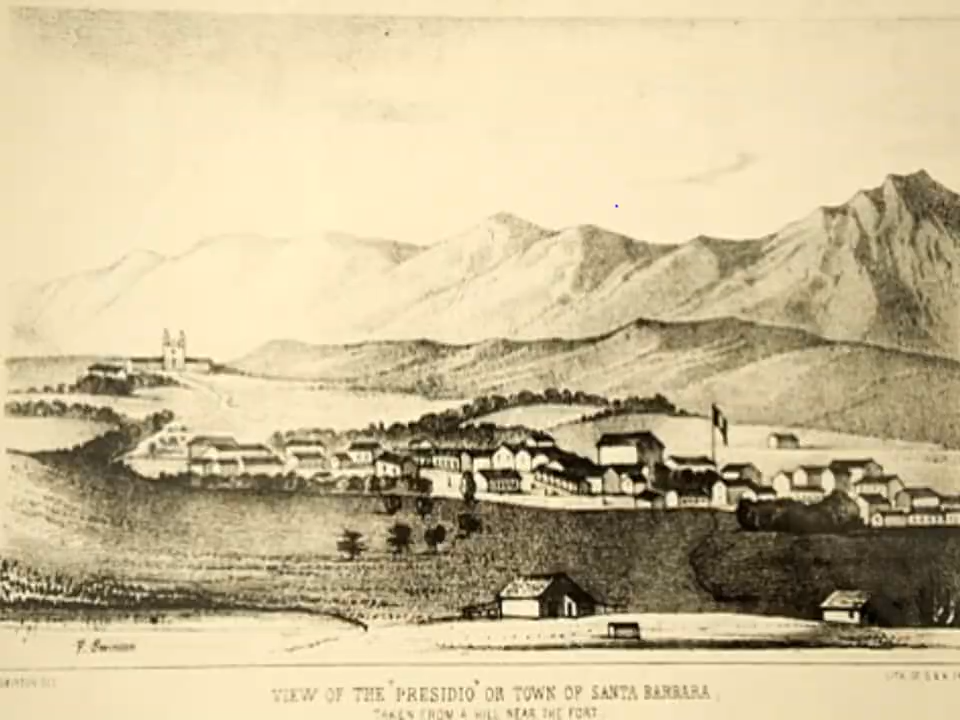 VIEW OF THE "PRESIDIO" OR TOWN OF SANTA BARBARA.
TAKEN FROM A HILL NEAR THE FORT.